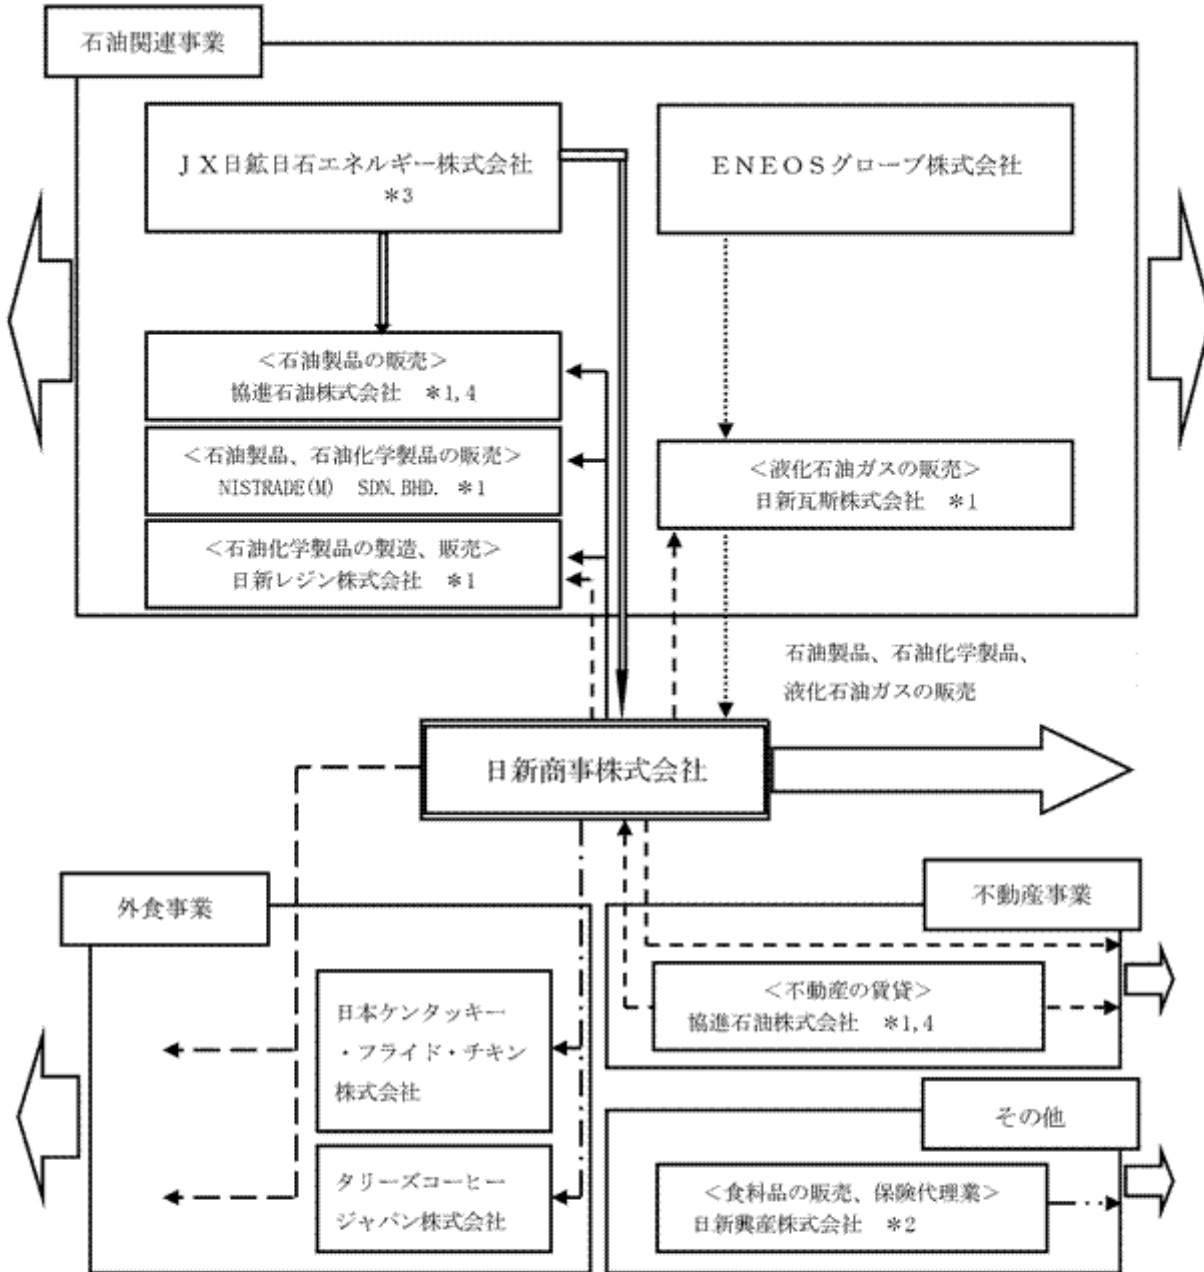 石油関連事業
ＪＸ日鉱日石エネルギー株式会社
＊3
ＥＮＥＯＳグローブ株式会社
＜石油製品の販売＞
協進石油株式会社　＊1,4
＜石油製品、石油化学製品の販売＞
NISTRADE(M)　SDN.BHD.　＊1
＜石油化学製品の製造、販売＞
日新レジン株式会社　＊1
＜液化石油ガスの販売＞
日新瓦斯株式会社　＊1
石油製品、石油化学製品、
液化石油ガスの販売
日新商事株式会社
外食事業
日本ケンタッキー
・フライド・チキン
株式会社
タリーズコーヒー
ジャパン株式会社
不動産事業
＜不動産の賃貸＞
協進石油株式会社　＊1,4
その他
＜食料品の販売、保険代理業＞
日新興産株式会社　＊2